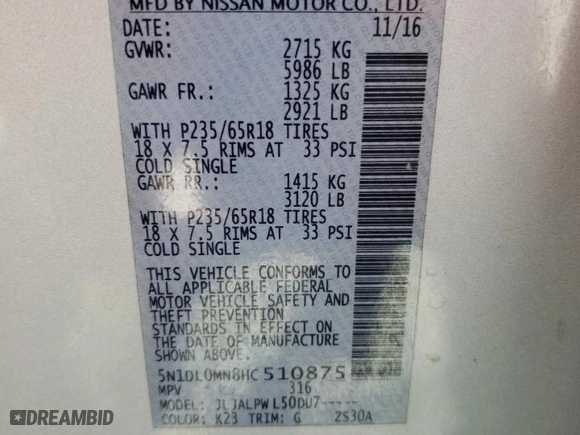 MFD BY NISSAN MOTOR CO., LTD.
DATE: 11/16
GVWR: 2715 KG
5986 LB
GAWR FR.: 1325 KG
2921 LB
WITH P235/65R18 TIRES
18 X 7.5 RIMS AT 33 PSI
COLD SINGLE
GAWR RR.: 1415 KG
3120 LB
WITH P235/65R18 TIRES
18 X 7.5 RIMS AT 33 PSI
COLD SINGLE
THIS VEHICLE CONFORMS TO
ALL APPLICABLE FEDERAL
MOTOR VEHICLE SAFETY AND
THEFT PREVENTION
STANDARDS IN EFFECT ON
THE DATE OF MANUFACTURE
SHOWN ABOVE.
5N1DL0MN8HC510875
MPV 316
MODEL: JLJALPWL50DU7-----
COLOR: K23 TRIM: G ZS30A
DREAMBID